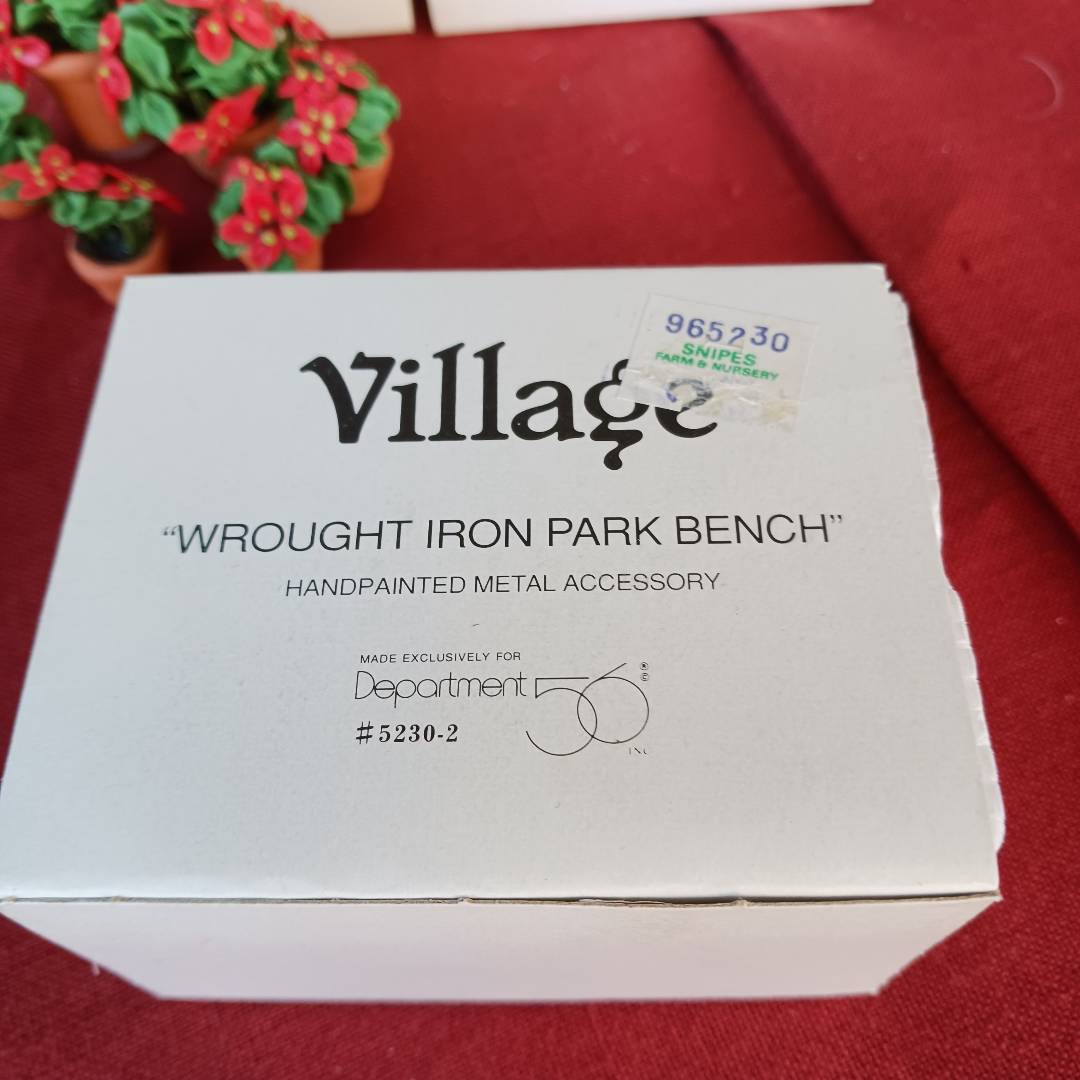 965230
SNIPES
FARM & NURSERY
Village
“WROUGHT IRON PARK BENCH”
HANDPAINTED METAL ACCESSORY
MADE EXCLUSIVELY FOR
Department 56 ® ©
INC
#5230-2